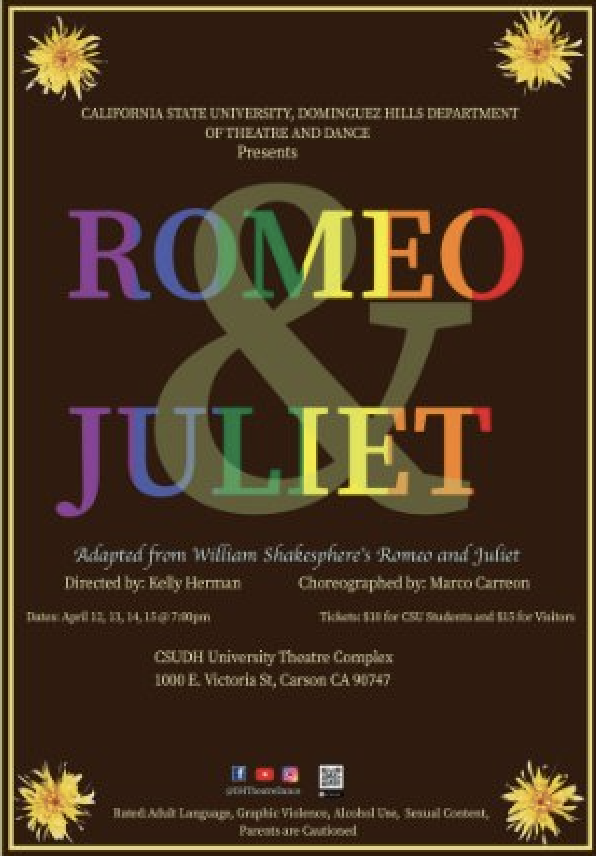 CALIFORNIA STATE UNIVERSITY, DOMINGUEZ HILLS DEPARTMENT
OF THEATRE AND DANCE
Presents
&
ROMEO
JULIET
Adapted from William Shakesphere's Romeo and Juliet
Directed by: Kelly Herman Choreographed by: Marco Carreon
Dates: April 12, 13, 14, 15 @ 7:00pm Tickets: $10 for CSU Students and $15 for Visitors
CSUDH University Theatre Complex
1000 E. Victoria St, Carson CA 90747
@DHTheatreDance
Rated:Adult Language, Graphic Violence, Alcohol Use, Sexual Content,
Parents are Cautioned